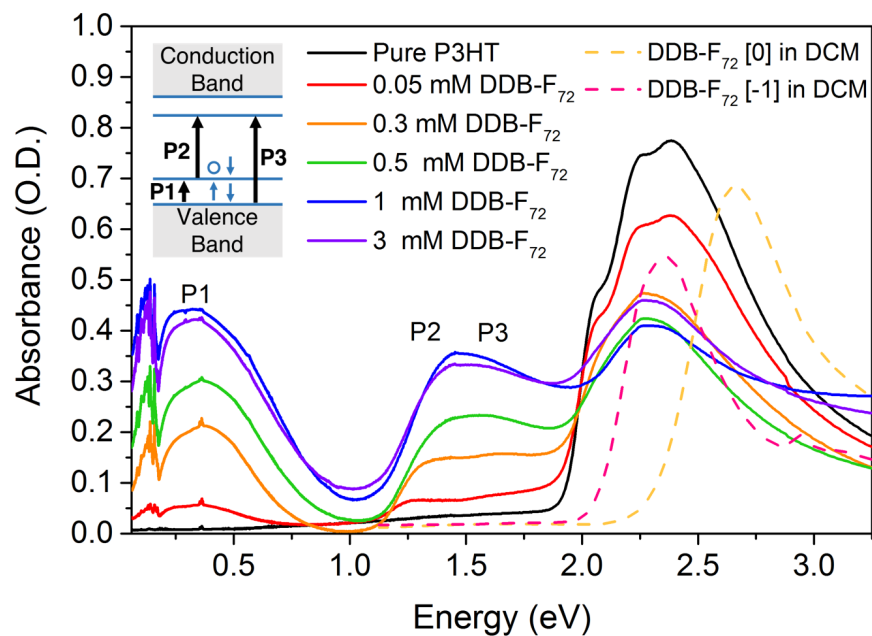 1.0
0.9
0.8
0.7
0.6
0.5
0.4
0.3
0.2
0.1
0.0
Absorbance (O.D.)
Conduction
Band
P2
P3
P1
Valence
Band
Pure P3HT
0.05 mM DDB-F₇₂
0.3 mM DDB-F₇₂
0.5 mM DDB-F₇₂
1 mM DDB-F₇₂
3 mM DDB-F₇₂
DDB-F₇₂ [0] in DCM
DDB-F₇₂ [-1] in DCM
P1
P2 P3
0.5 1.0 1.5 2.0 2.5 3.0
Energy (eV)